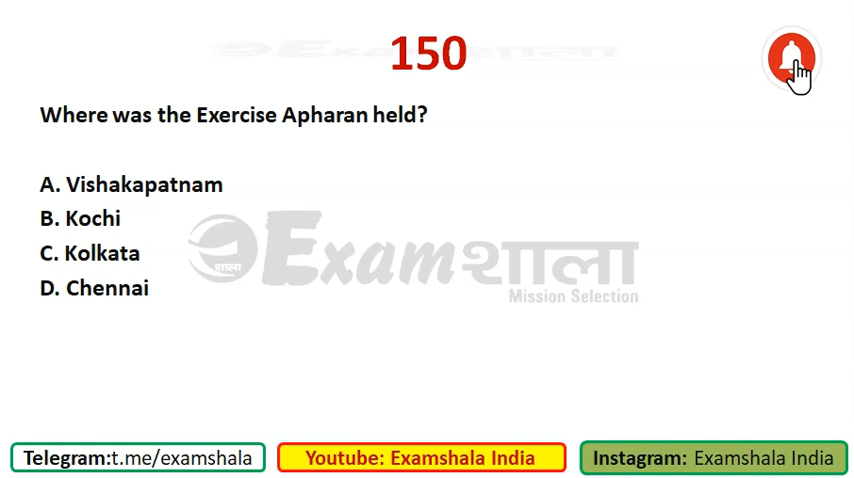 150
Where was the Exercise Apharan held?
A. Vishakapatnam
B. Kochi
C. Kolkata
D. Chennai
Examशाला
शाला
Mission Selection
Telegram:t.me/examshala
Youtube: Examshala India
Instagram: Examshala India